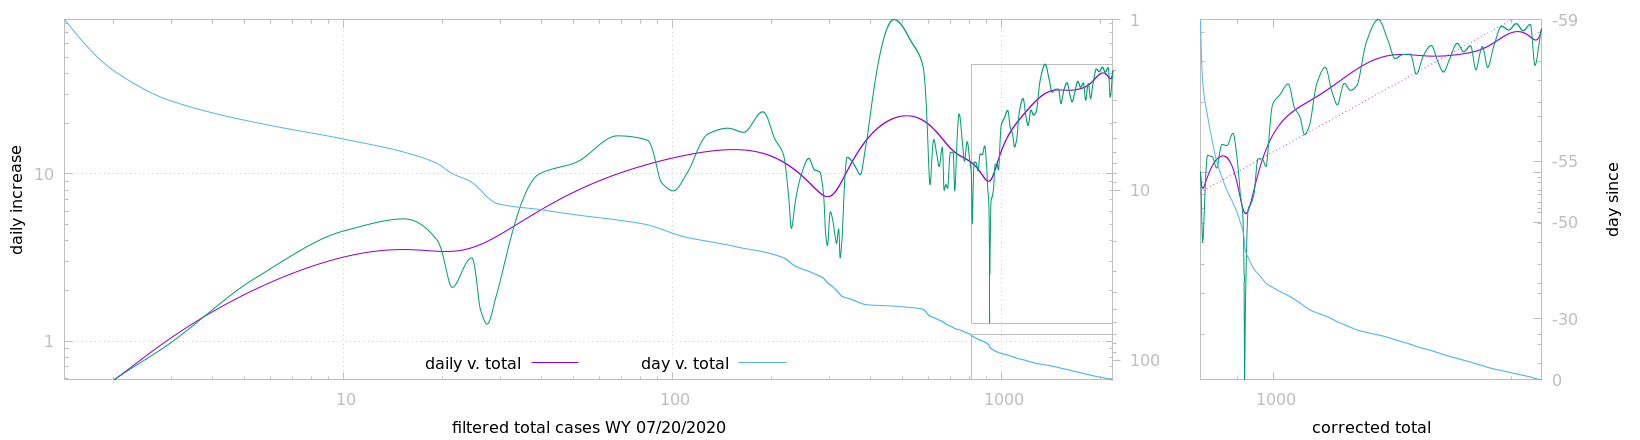 daily increase
10
1
daily v. total
day v. total
10
100
1000
filtered total cases WY 07/20/2020
1
10
100
1000
corrected total
-59
-55
-50
-30
0
day since